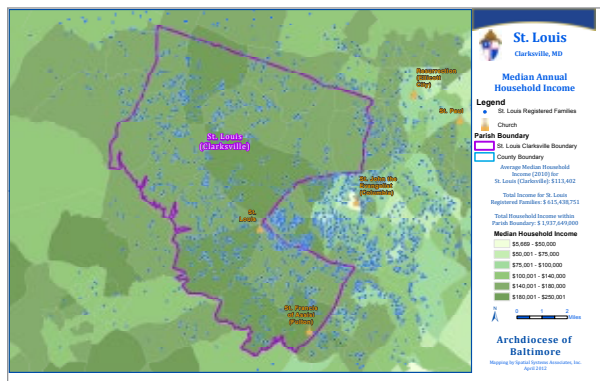 St. Louis
Clarksville, MD
Median Annual
Household Income
Legend
St. Louis Registered Families
Church
Parish Boundary
St. Louis Clarksville Boundary
County Boundary
Average Median Household
Income (2010) for
St. Louis (Clarksville): $113,402
Total Income for St. Louis
Registered Families: $ 615,438,751
Total Household Income within
Parish Boundary: $ 1,937,649,000
Median Household Income
$5,669 - $50,000
$50,001 - $75,000
$75,001 - $100,000
$100,001 - $140,000
$140,001 - $180,000
$180,001 - $250,001
N
0 1 2
Miles
Archdiocese of
Baltimore
Mapping by Spatial Systems Associates, Inc.
April 2012
Resurrection
(Ellicott
City)
St. Paul
St. Louis
(Clarksville)
St. John the
Evangelist
(Columbia)
St.
Louis
St. Francis
of Assisi
(Fulton)